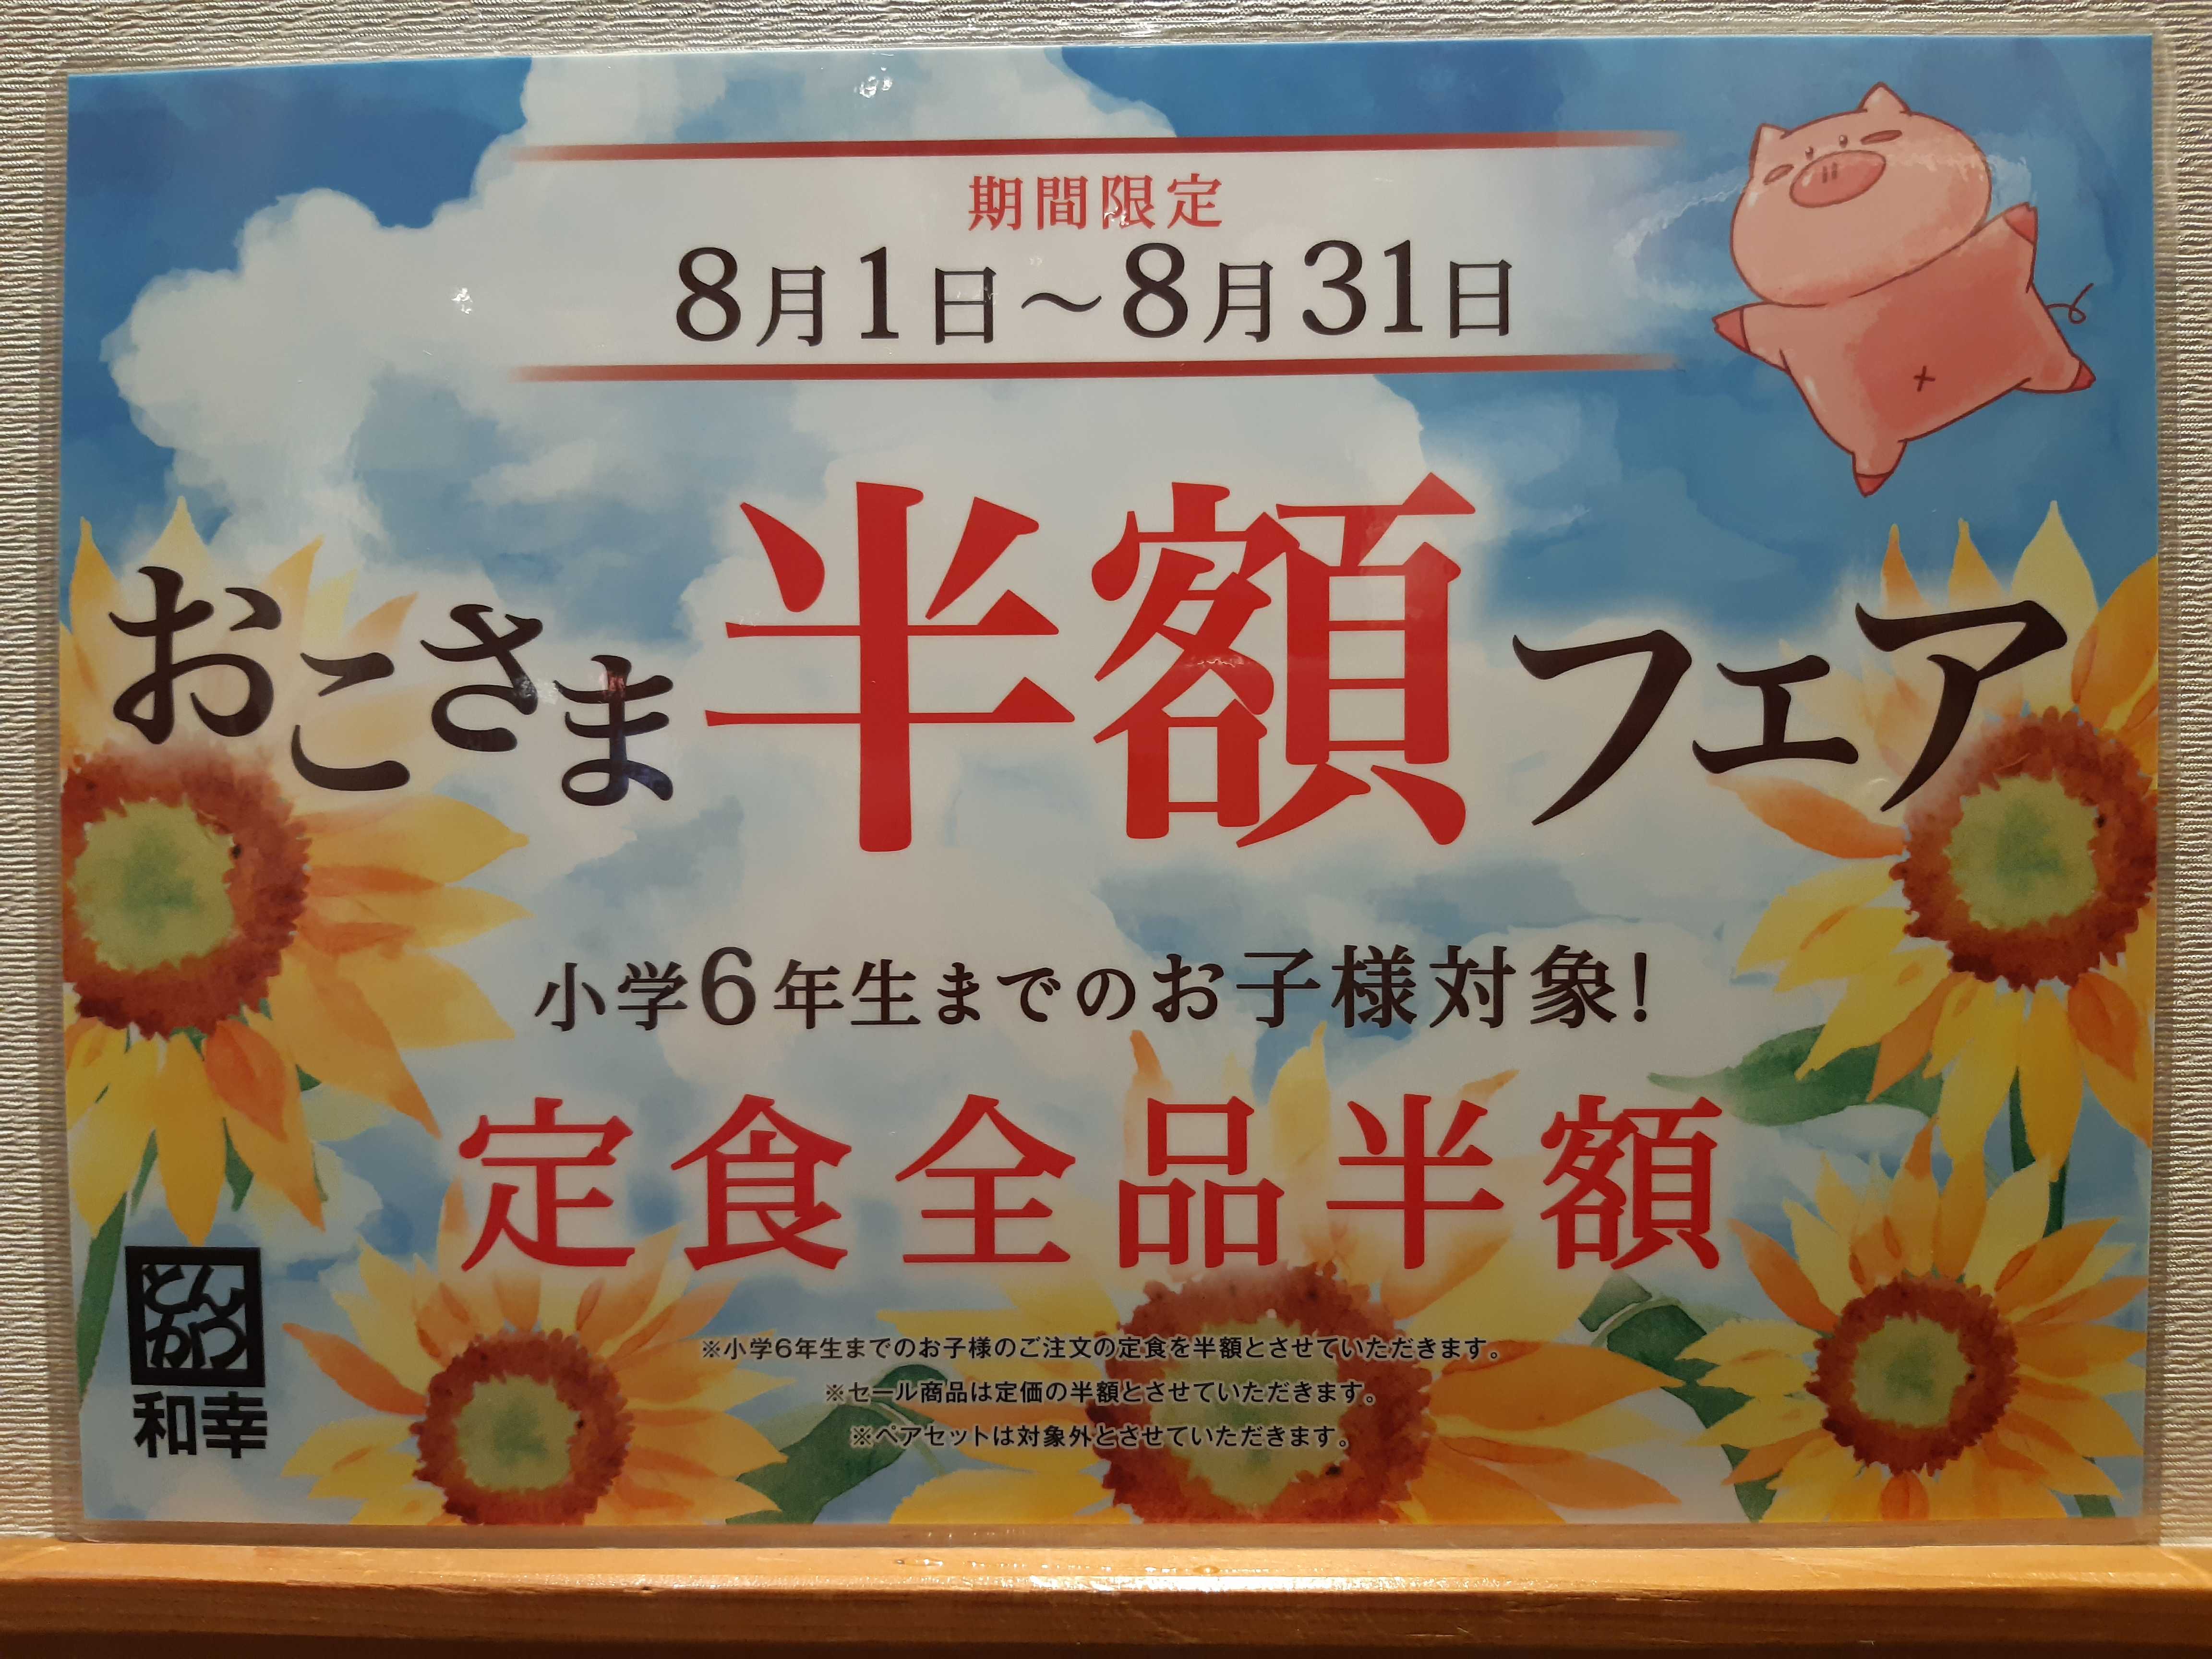 期間限定
8月1日～8月31日
おこさま半額フェア
小学6年生までのお子様対象!
定食全品半額
※小学6年生までのお子様のご注文の定食を半額とさせていただきます。
※セール商品は定価の半額とさせていただきます。
※ペアセットは対象外とさせていただきます。
とん
かつ
和幸